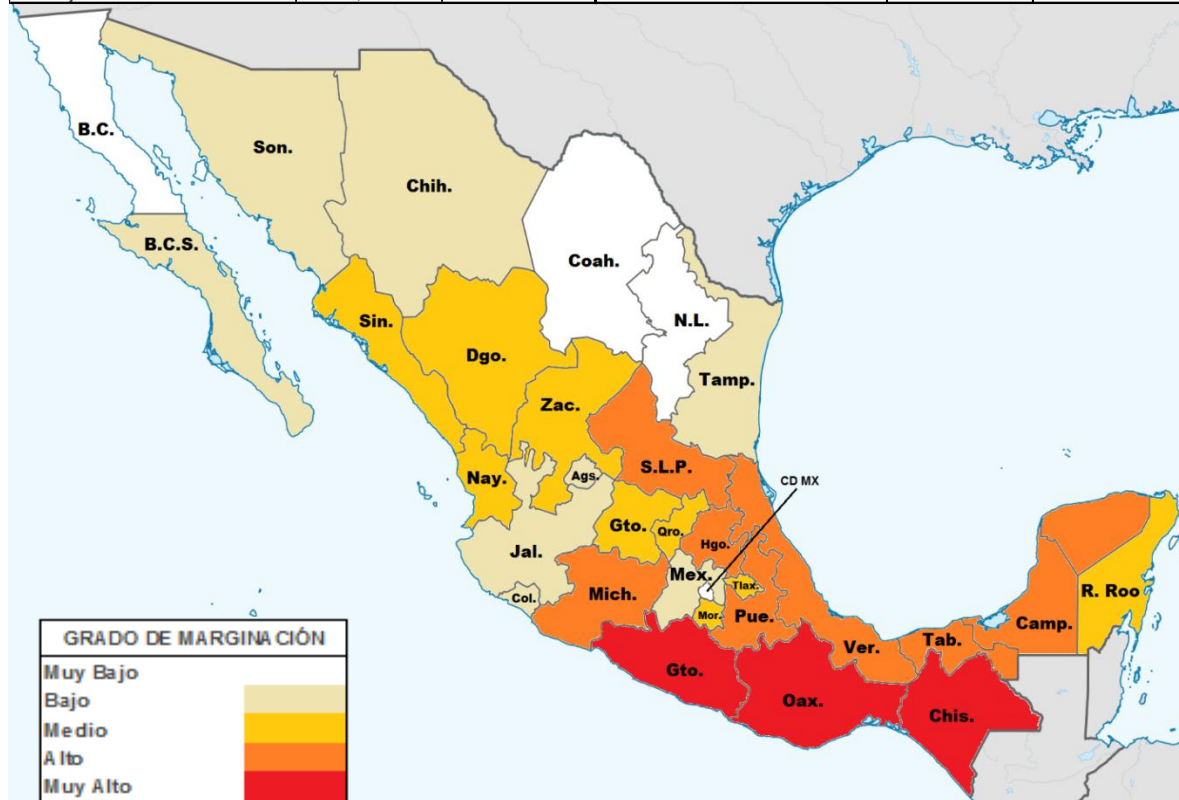 B.C.
Son.
Chih.
B.C.S.
Coah.
Sin.
N.L.
Dgo.
Tamp.
Zac.
S.L.P.
Nay.
Ags.
CD MX
Gto.
Qro.
Hgo.
Jal.
Mex.
Tlax.
R. Roo
Col.
Mich.
Mor.
Pue.
Camp.
Ver.
Tab.
Gto.
Oax.
Chis.
GRADO DE MARGINACIÓN
Muy Bajo
Bajo
Medio
Alto
Muy Alto